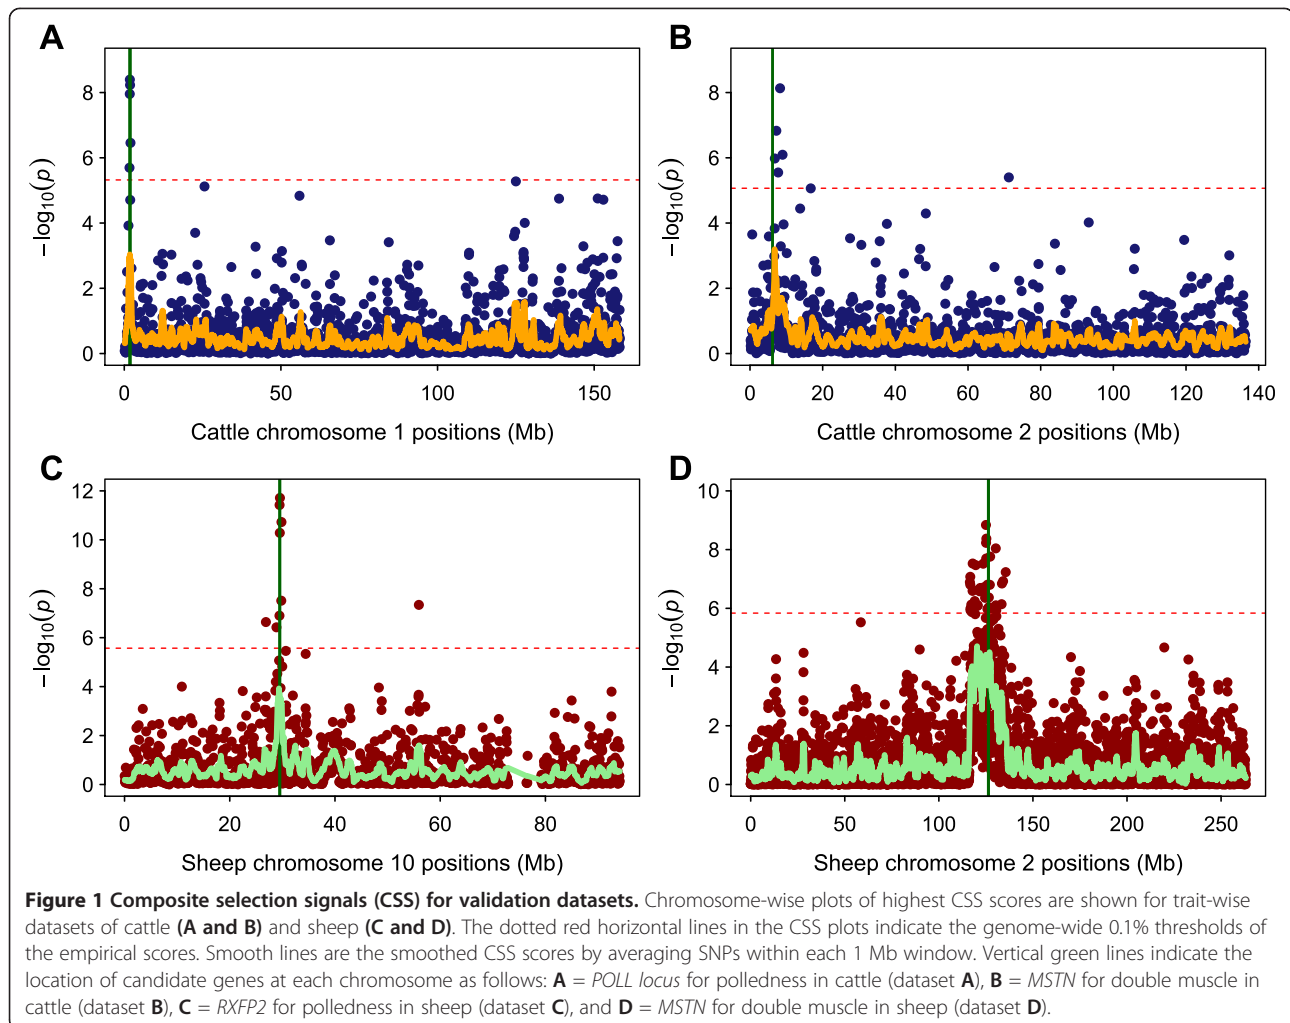 A
B
8
6
4
2
0
−log10(p)
0
50
100
150
Cattle chromosome 1 positions (Mb)
8
6
4
2
0
−log10(p)
0
20
40
60
80
100
120
140
Cattle chromosome 2 positions (Mb)
C
D
12
10
8
6
4
2
0
−log10(p)
0
20
40
60
80
Sheep chromosome 10 positions (Mb)
10
8
6
4
2
0
−log10(p)
0
50
100
150
200
250
Sheep chromosome 2 positions (Mb)
Figure 1 Composite selection signals (CSS) for validation datasets. Chromosome-wise plots of highest CSS scores are shown for trait-wise
datasets of cattle (A and B) and sheep (C and D). The dotted red horizontal lines in the CSS plots indicate the genome-wide 0.1% thresholds of
the empirical scores. Smooth lines are the smoothed CSS scores by averaging SNPs within each 1 Mb window. Vertical green lines indicate the
location of candidate genes at each chromosome as follows: A = POLL locus for polledness in cattle (dataset A), B = MSTN for double muscle in
cattle (dataset B), C = RXFP2 for polledness in sheep (dataset C), and D = MSTN for double muscle in sheep (dataset D).